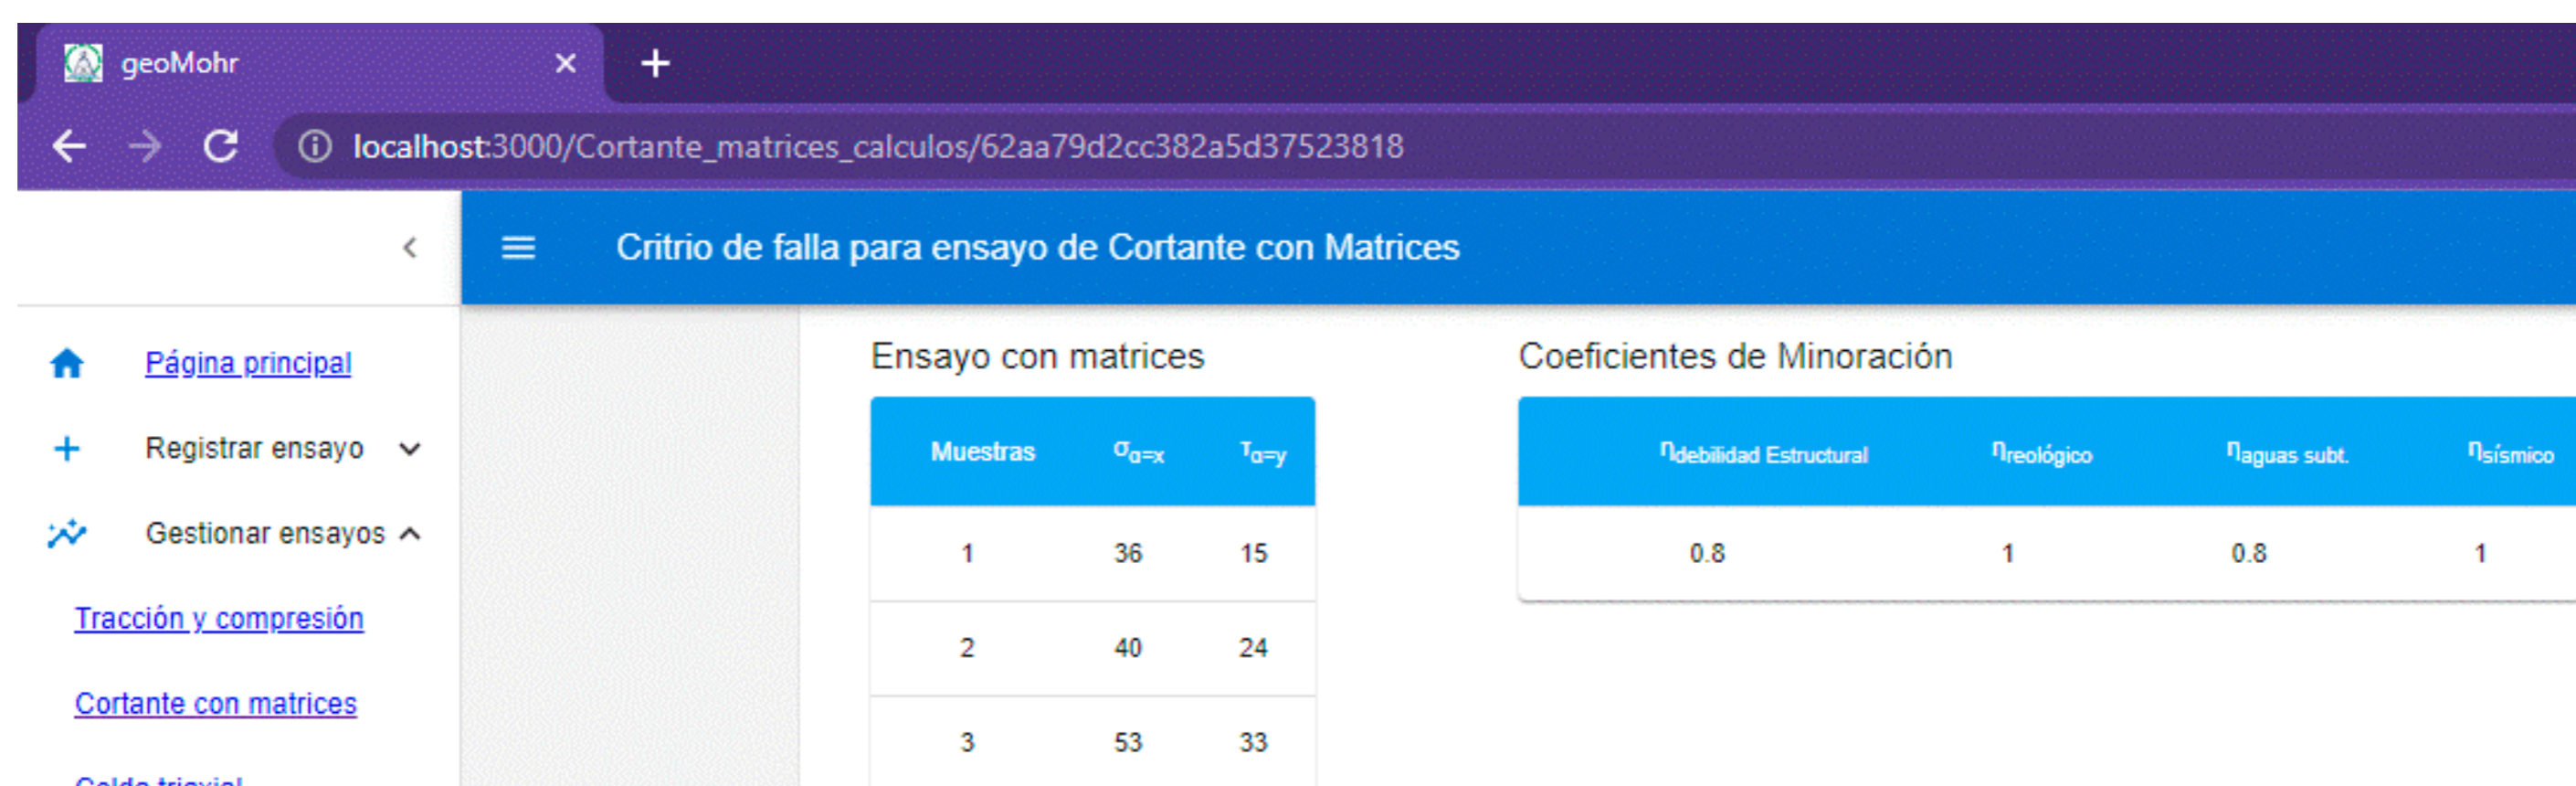 geoMohr
localhost:3000/Cortante_matrices_calculos/62aa79d2cc382a5d37523818
Critrio de falla para ensayo de Cortante con Matrices
Página principal
Registrar ensayo
Gestionar ensayos
Tracción y compresión
Cortante con matrices
Ensayo con matrices
Muestras σα=x τα=y
1 36 15
2 40 24
3 53 33
Coeficientes de Minoración
ηdebilidad Estructural ηreológico ηaguas subt. ηsísmico
0.8 1 0.8 1